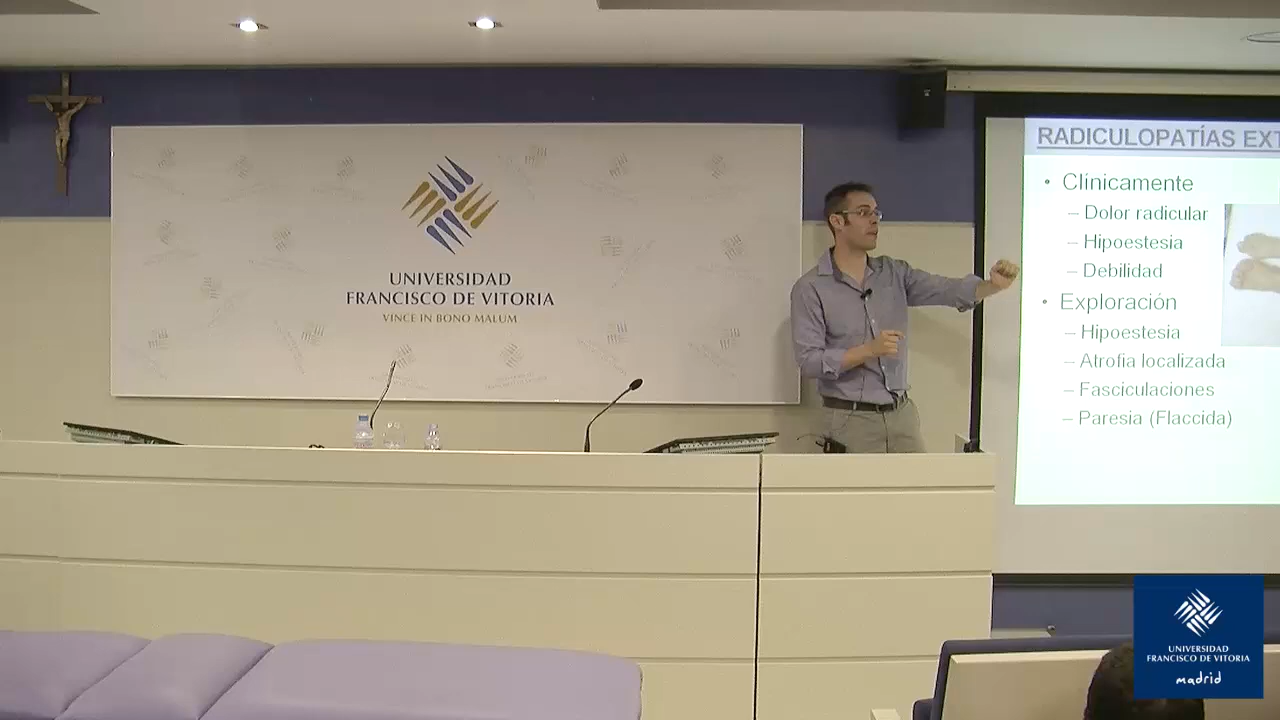 UNIVERSIDAD
FRANCISCO DE VITORIA
VINCE IN BONO MALUM
RADICULOPATÍAS EXT
• Clínicamente
– Dolor radicular
– Hipoestesia
– Debilidad
• Exploración
– Hipoestesia
– Atrofia localizada
– Fasciculaciones
– Paresia (Flaccida)
UNIVERSIDAD
FRANCISCO DE VITORIA
madrid